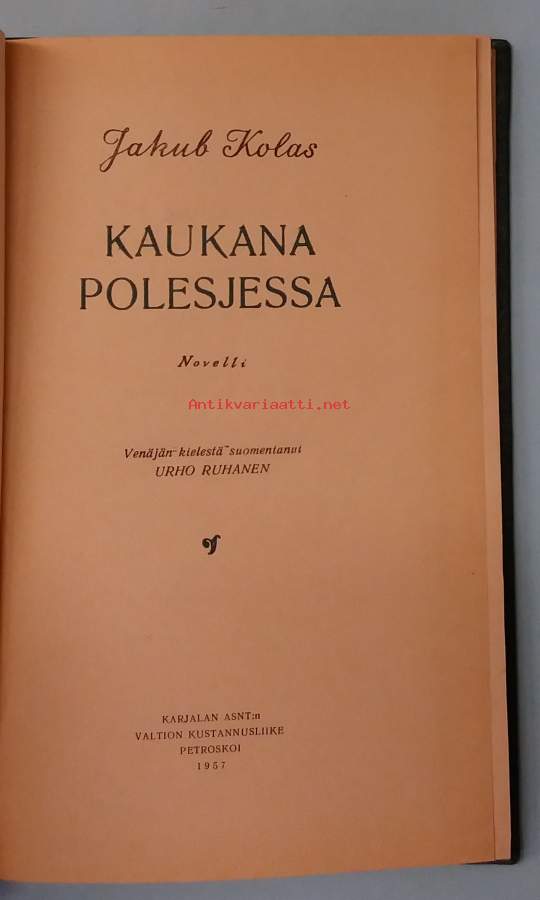 Jakub Kolas
KAUKANA
POLESJESSA
Novelli
Antikvariaatti.net
Venäjän kielestä suomentanut
URHO RUHANEN
KARJALAN ASNT:n
VALTION KUSTANNUSLIIKE
PETROSKOI
1957